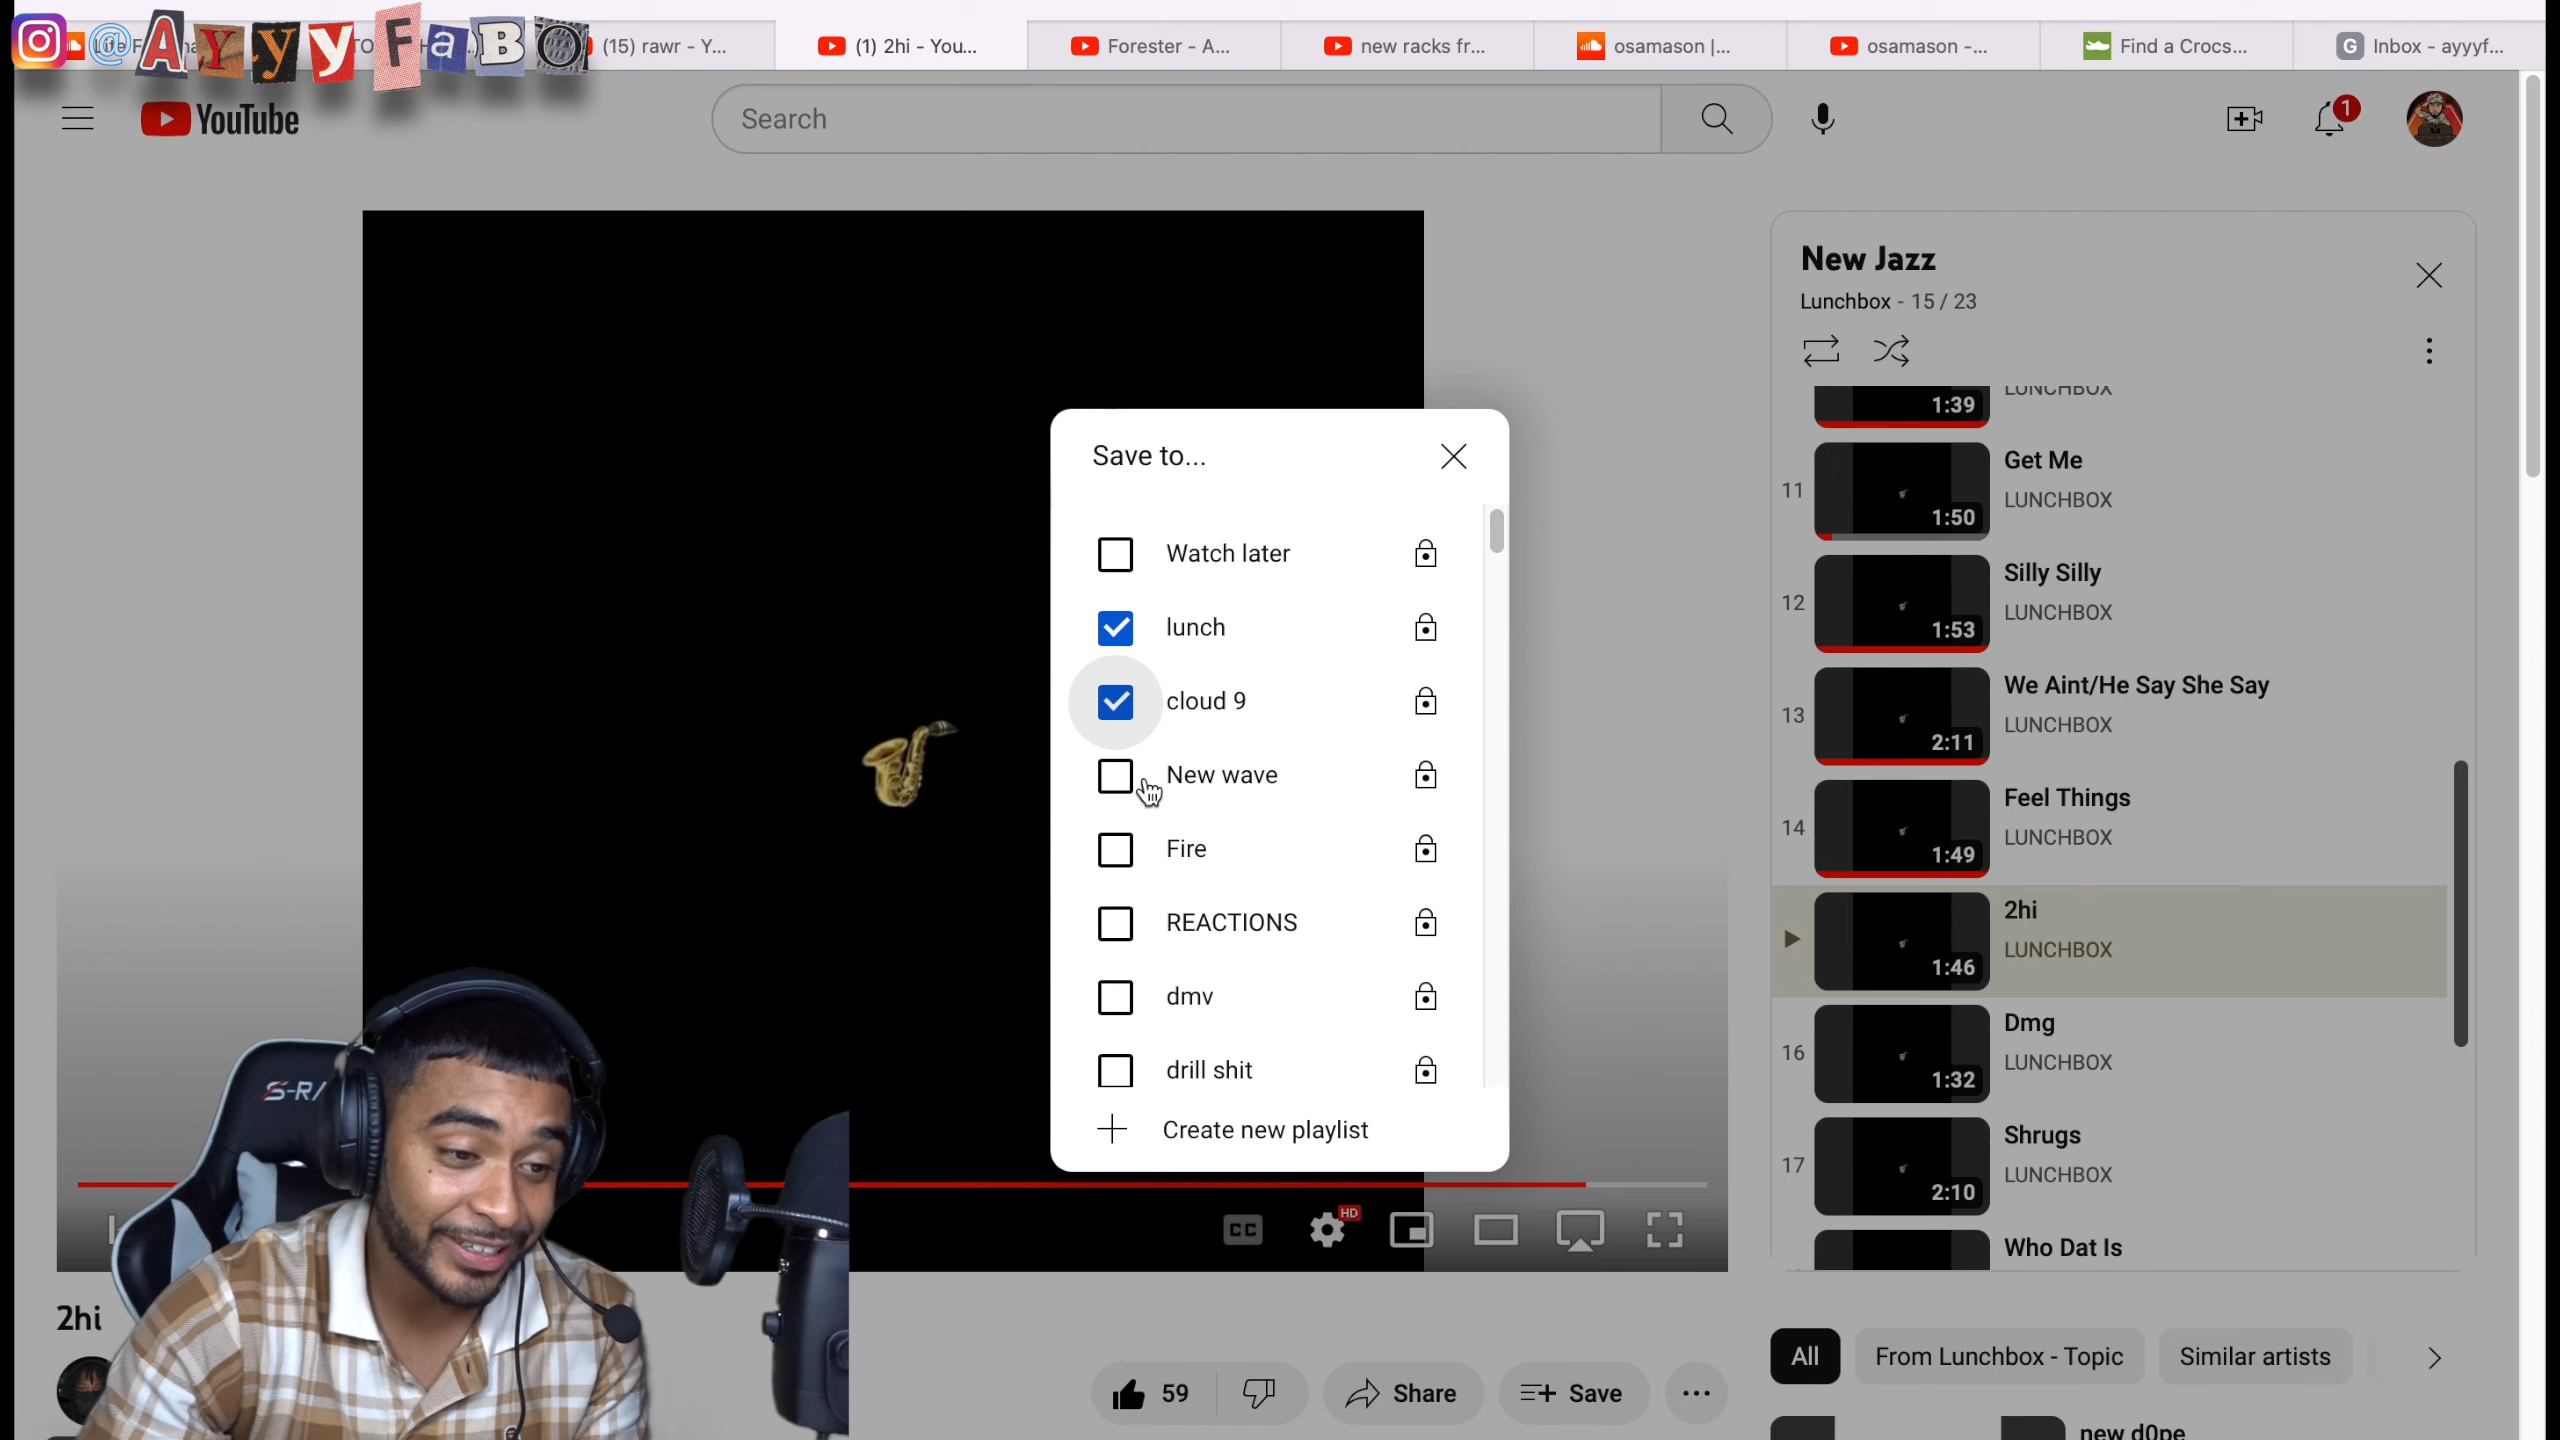 @AyyyFaBO
(15) rawr - Y...
(1) 2hi - You...
Forester - A...
new racks fr...
osamason |...
osamason -...
Find a Crocs...
G Inbox - ayyyf...
YouTube
Search
1
Save to...
Watch later
lunch
cloud 9
New wave
Fire
REACTIONS
dmv
drill shit
Create new playlist
New Jazz
Lunchbox - 15 / 23
LUNCHBOX
1:39
11
Get Me
LUNCHBOX
1:50
12
Silly Silly
LUNCHBOX
1:53
13
We Aint/He Say She Say
LUNCHBOX
2:11
14
Feel Things
LUNCHBOX
1:49
2hi
LUNCHBOX
1:46
16
Dmg
LUNCHBOX
1:32
17
Shrugs
LUNCHBOX
2:10
Who Dat Is
CC
HD
2hi
59
Share
Save
All
From Lunchbox - Topic
Similar artists
new d0pe